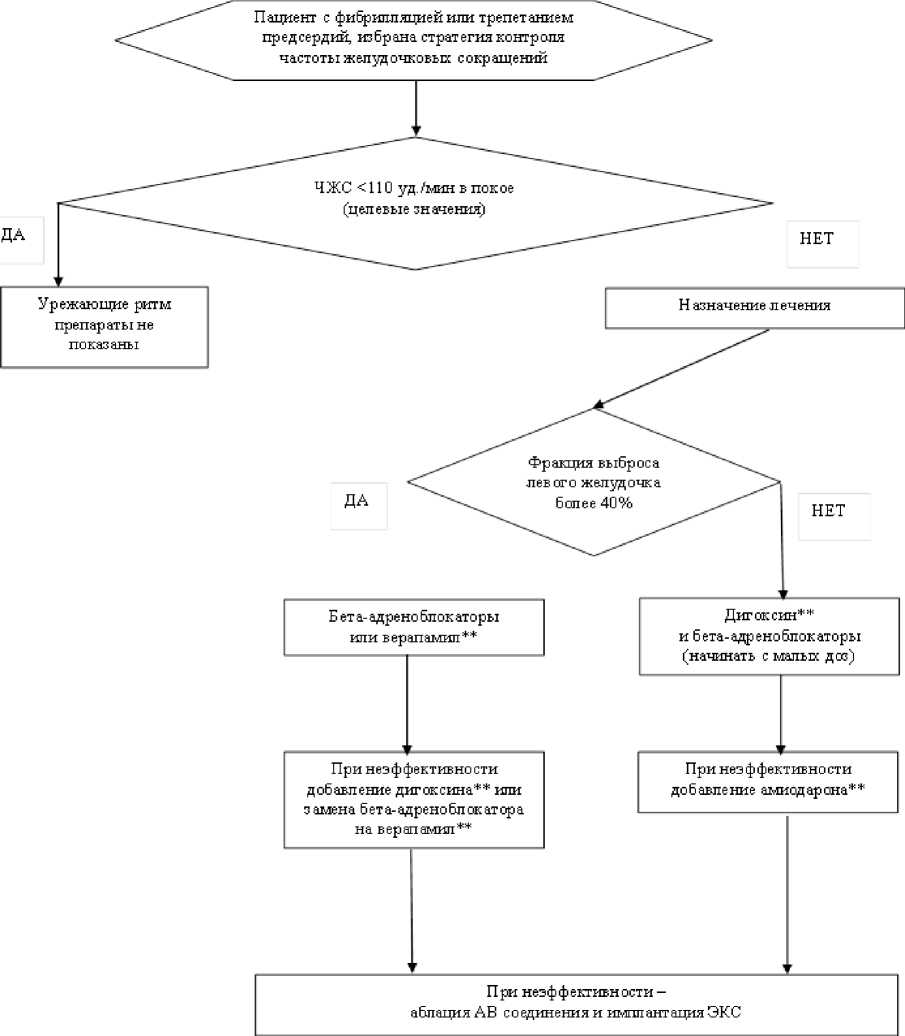 Пациент с фибрилляцией или трепетанием
предсердий, избрана стратегия контроля
частоты желудочковых сокращений
ЧЖС <110 уд./мин в покое
(целевые значения)
ДА
НЕТ
Урежающие ритм
препараты не
показаны
Назначение лечения
Фракция выброса
левого желудочка
более 40%
ДА
НЕТ
Бета-адреноблокаторы
или верапамил**
Дигоксин**
и бета-адреноблокаторы
(начинать с малых доз)
При неэффективности
добавление дигоксина** или
замена бета-адреноблокатора
на верапамил**
При неэффективности
добавление амиодарона**
При неэффективности –
аблация АВ соединения и имплантация ЭКС